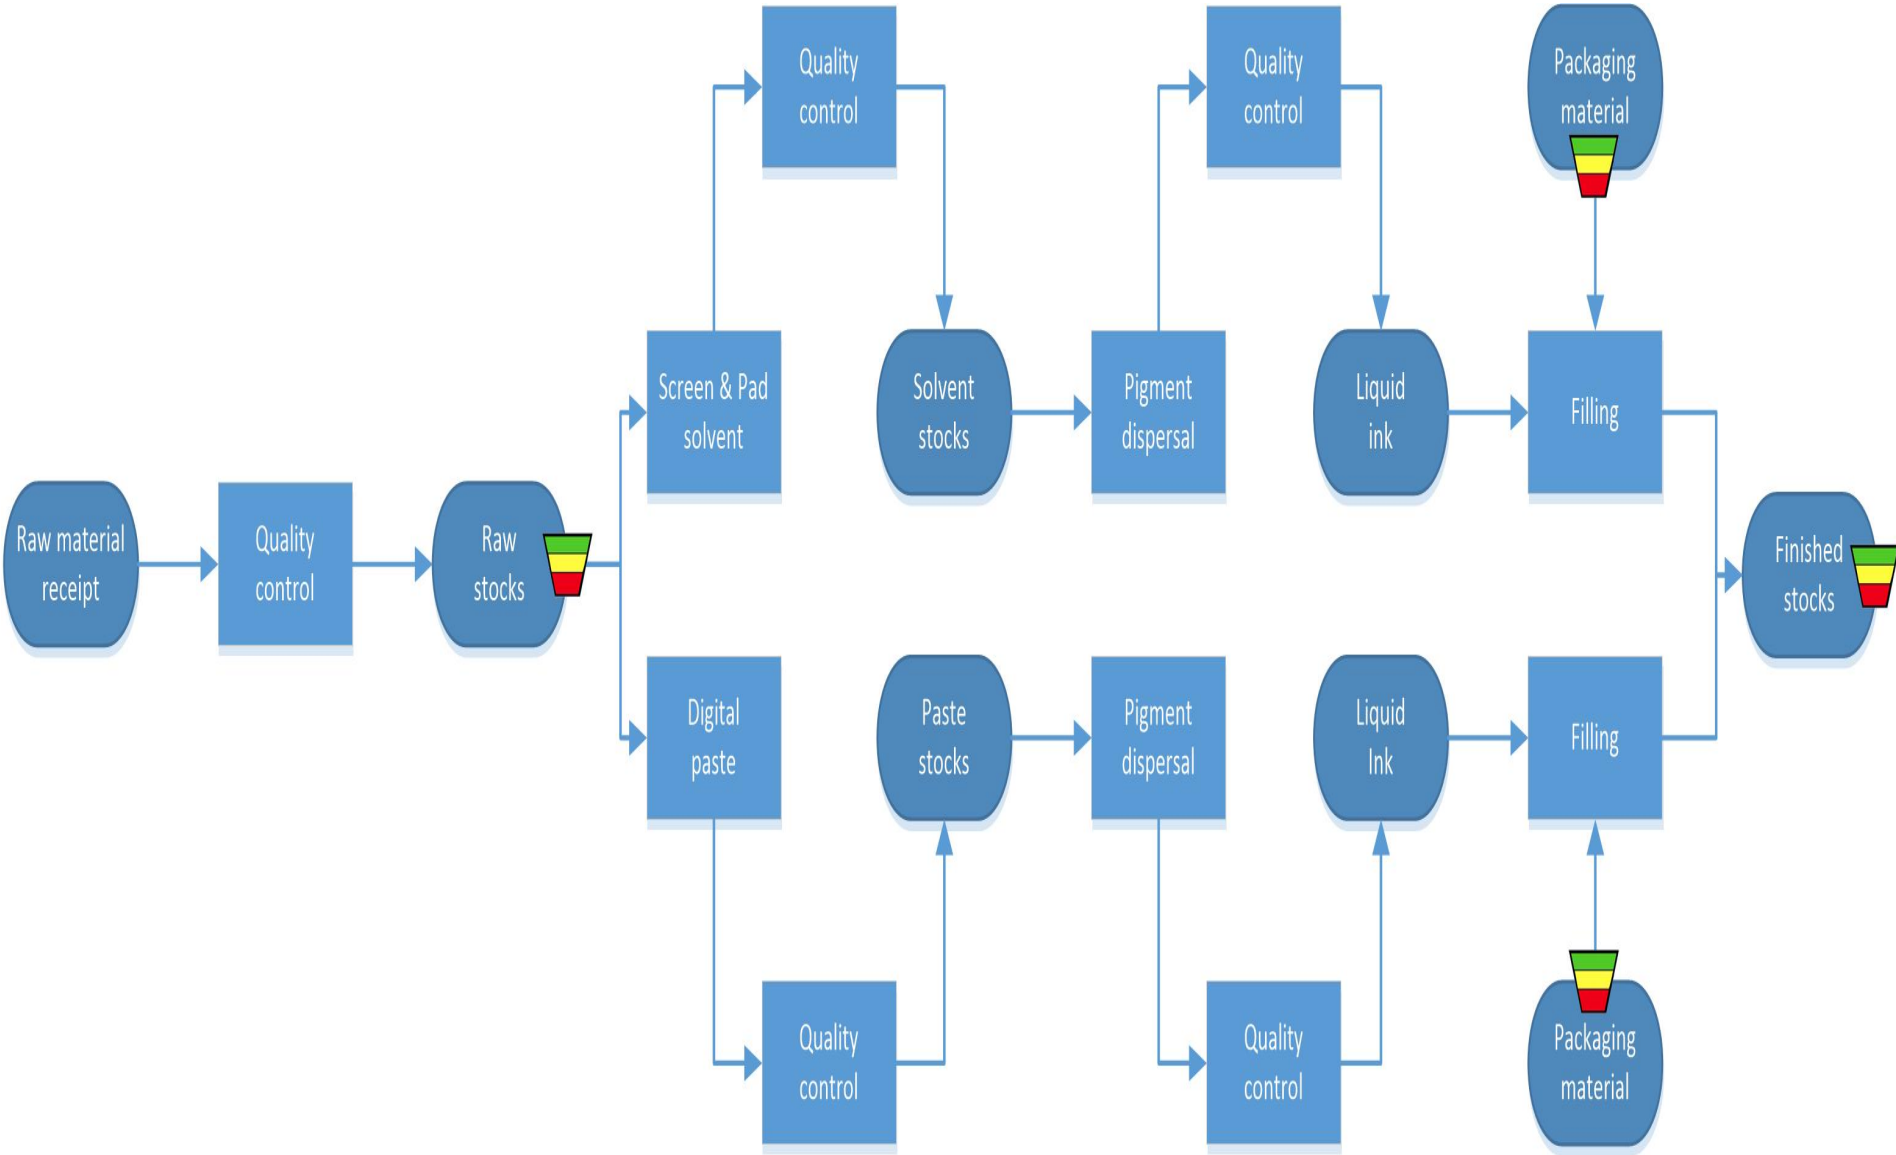 Quality
control
Quality
control
Packaging
material
Screen & Pad
solvent
Solvent
stocks
Pigment
dispersal
Liquid
ink
Filling
Raw material
receipt
Quality
control
Raw
stocks
Finished
stocks
Digital
paste
Paste
stocks
Pigment
dispersal
Liquid
Ink
Filling
Quality
control
Quality
control
Packaging
material